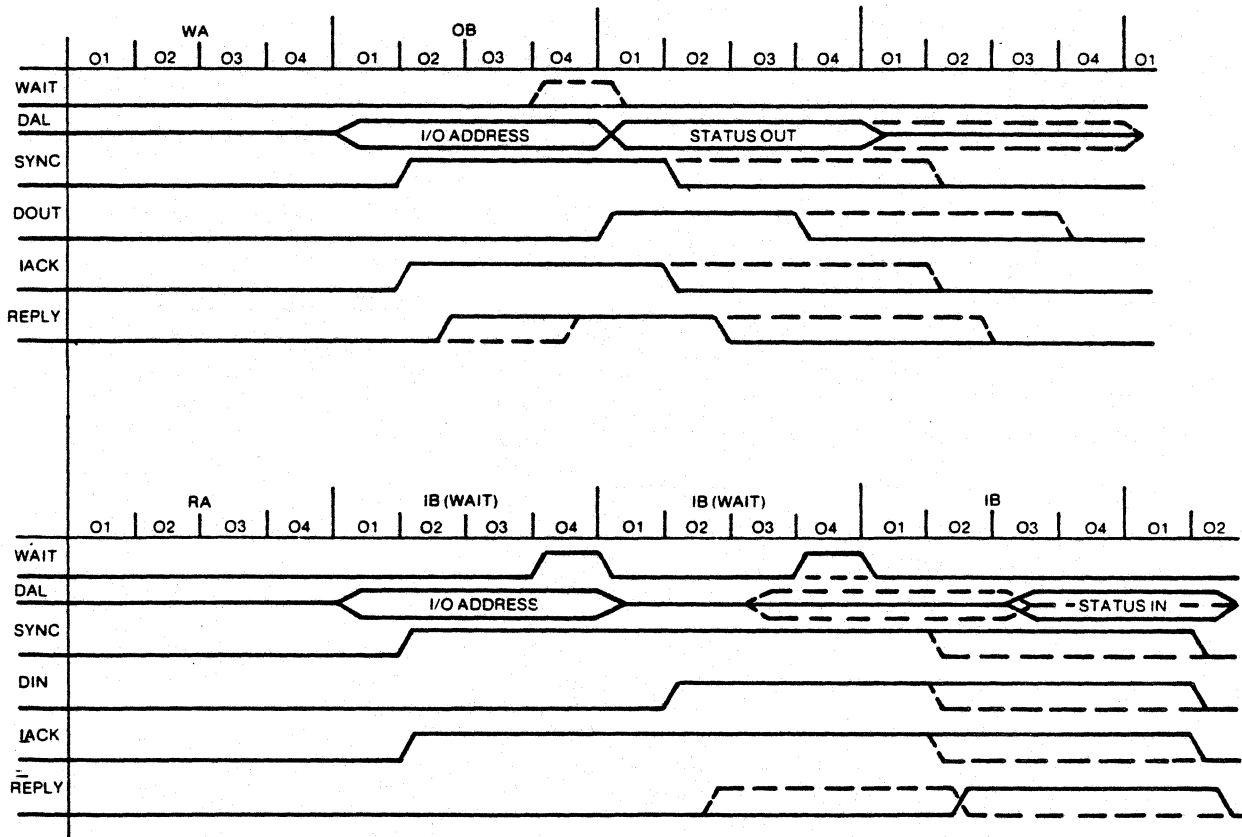 WA OB
O1 O2 O3 O4 O1 O2 O3 O4 O1 O2 O3 O4 O1 O2 O3 O4 O1
WAIT
DAL I/O ADDRESS STATUS OUT
SYNC
DOUT
IACK
REPLY
RA IB (WAIT) IB (WAIT) IB
O1 O2 O3 O4 O1 O2 O3 O4 O1 O2 O3 O4 O1 O2 O3 O4 O1 O2
WAIT
DAL I/O ADDRESS STATUS IN
SYNC
DIN
IACK
REPLY